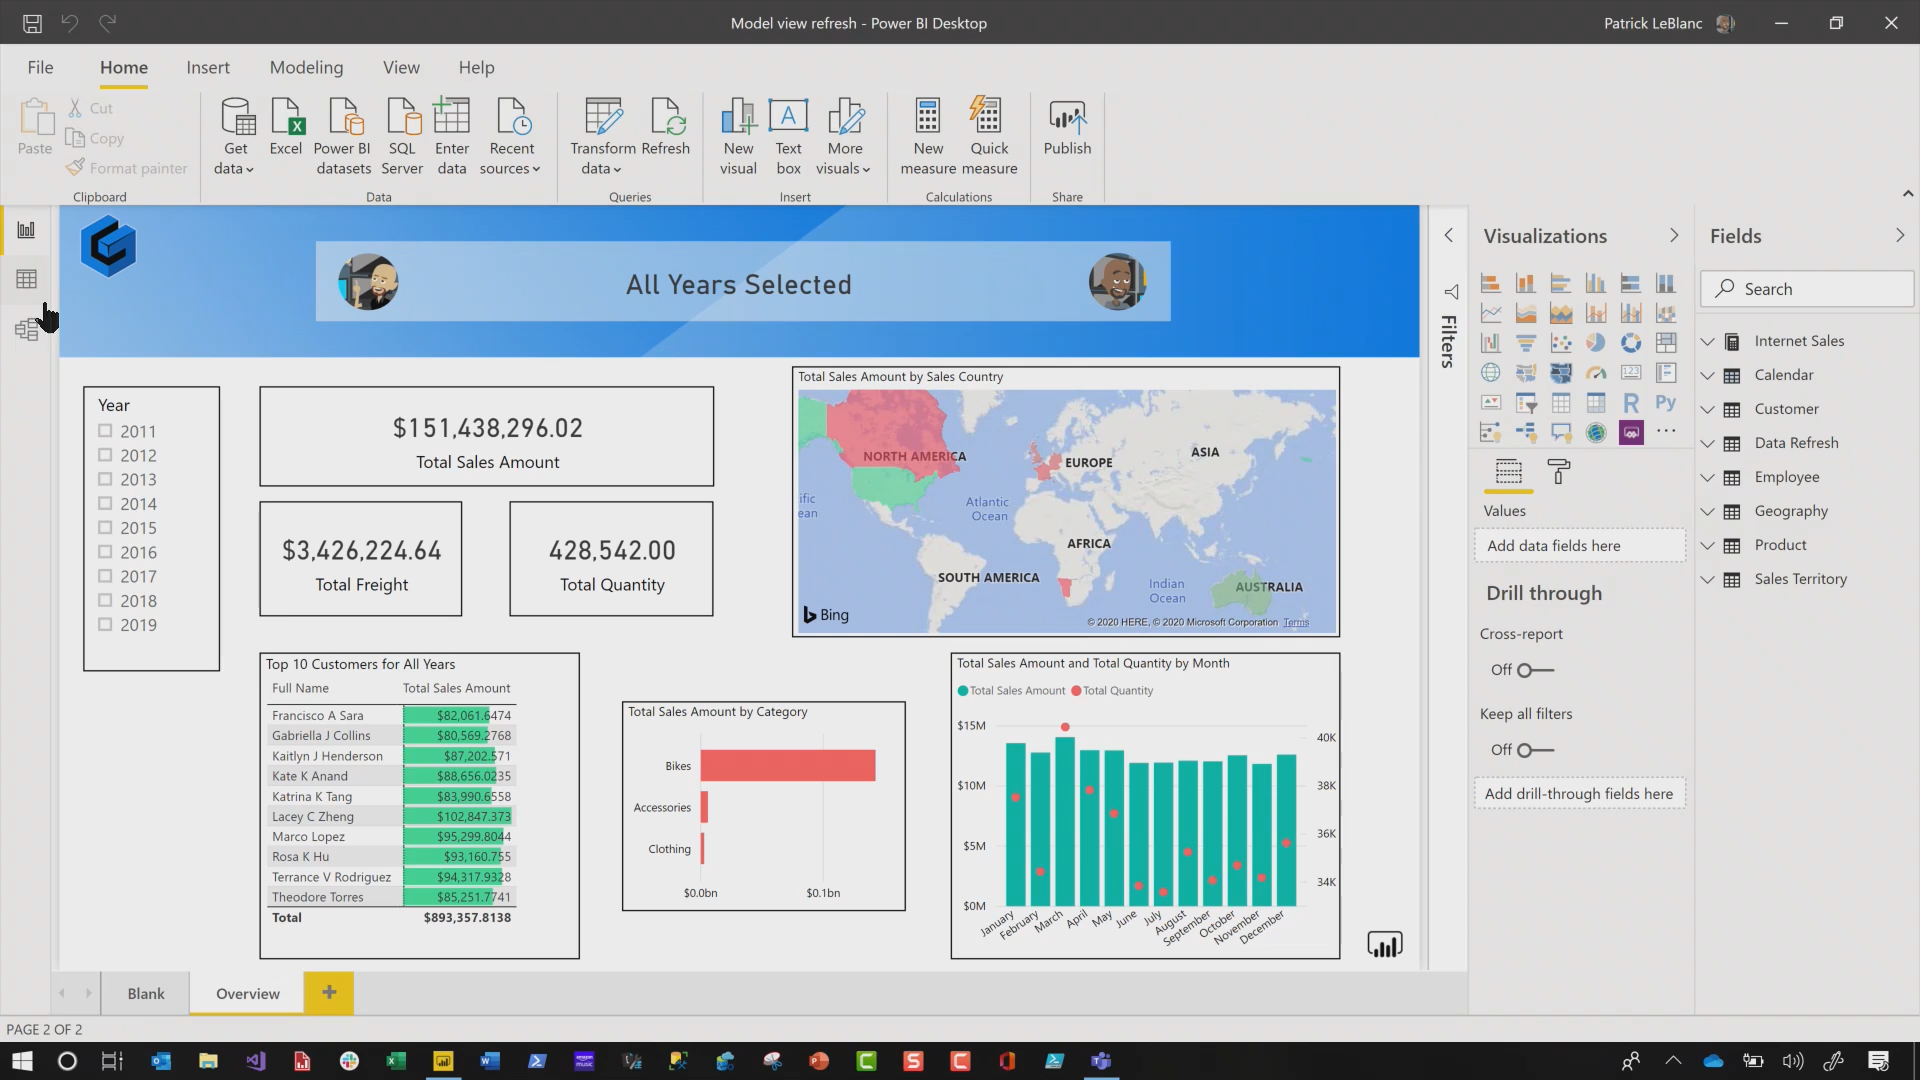 Model view refresh - Power BI Desktop
Patrick LeBlanc
File Home Insert Modeling View Help
Paste
Cut
Copy
Format painter
Clipboard
Get data
Excel
Power BI datasets
SQL Server
Enter data
Recent sources
Data
Transform data
Refresh
Queries
New visual
Text box
More visuals
Insert
New measure
Quick measure
Calculations
Publish
Share
All Years Selected
Year
2011
2012
2013
2014
2015
2016
2017
2018
2019
$151,438,296.02
Total Sales Amount
$3,426,224.64
Total Freight
428,542.00
Total Quantity
Total Sales Amount by Sales Country
NORTH AMERICA
EUROPE
ASIA
ific
ean
Atlantic
Ocean
AFRICA
SOUTH AMERICA
Indian
Ocean
AUSTRALIA
Bing
© 2020 HERE, © 2020 Microsoft Corporation Terms
Top 10 Customers for All Years
Full Name Total Sales Amount
Francisco A Sara $82,061.6474
Gabriella J Collins $80,569.2768
Kaitlyn J Henderson $87,202.571
Kate K Anand $88,656.0235
Katrina K Tang $83,990.6558
Lacey C Zheng $102,847.373
Marco Lopez $95,299.8044
Rosa K Hu $93,160.755
Terrance V Rodriguez $94,317.9328
Theodore Torres $85,251.7741
Total $893,357.8138
Total Sales Amount by Category
Bikes
Accessories
Clothing
$0.0bn $0.1bn
Total Sales Amount and Total Quantity by Month
Total Sales Amount Total Quantity
$15M
$10M
$5M
$0M
40K
38K
36K
34K
January
February
March
April
May
June
July
August
September
October
November
December
Filters
Visualizations
123
R
Py
Values
Add data fields here
Drill through
Cross-report
Off
Keep all filters
Off
Add drill-through fields here
Fields
Search
Internet Sales
Calendar
Customer
Data Refresh
Employee
Geography
Product
Sales Territory
Blank
Overview
+
PAGE 2 OF 2